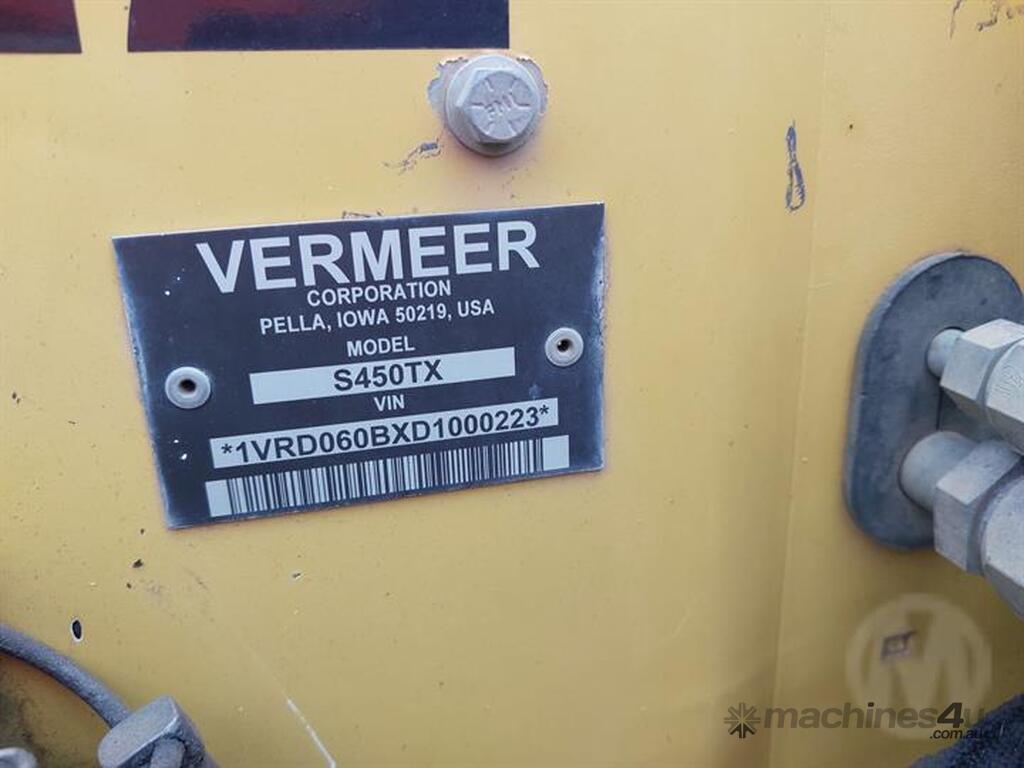 VERMEER
CORPORATION
PELLA, IOWA 50219, USA
MODEL
S450TX
VIN
*1VRD060BXD1000223*
machines4u
.com.au